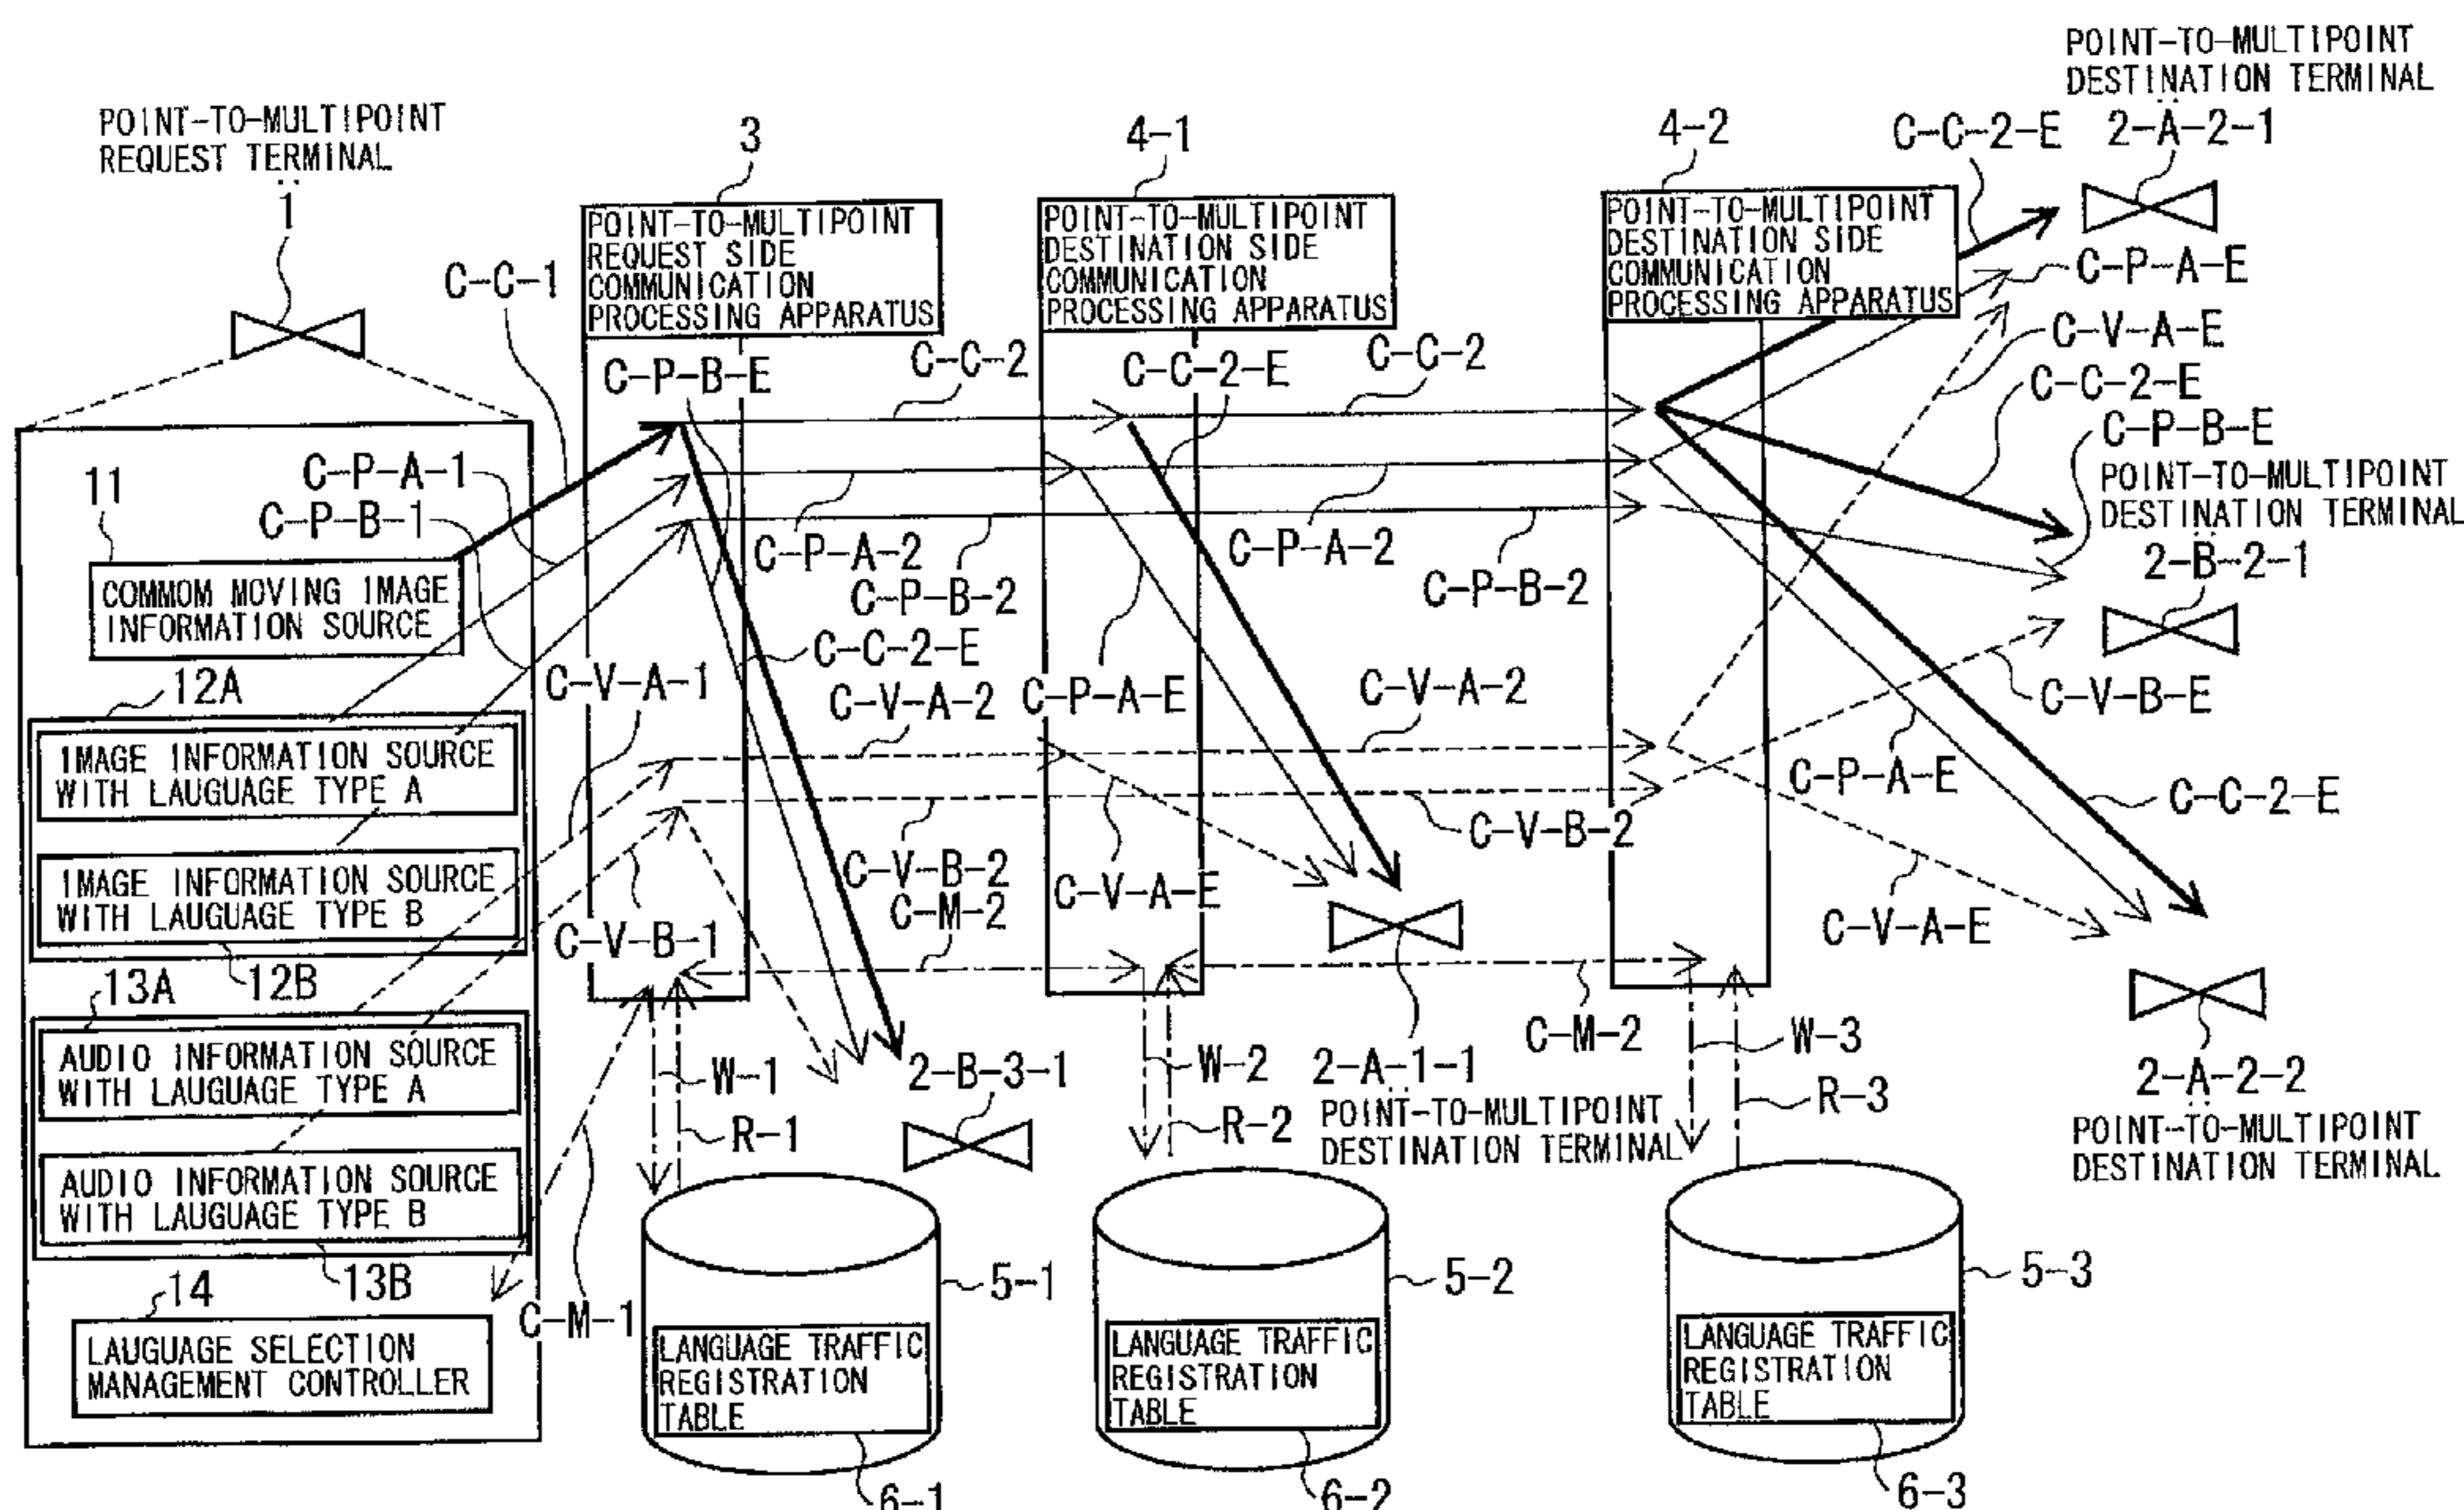 POINT-TO-MULTIPOINT
REQUEST TERMINAL
1
3
4-1
4-2
C-C-2-E
POINT-TO-MULTIPOINT
DESTINATION TERMINAL
2-A-2-1
POINT-TO-MULTIPOINT
REQUEST SIDE
COMMUNICATION
PROCESSING APPARATUS
POINT-TO-MULTIPOINT
DESTINATION SIDE
COMMUNICATION
PROCESSING APPARATUS
POINT-TO-MULTIPOINT
DESTINATION SIDE
COMMUNICATION
PROCESSING APPARATUS
C-C-1
C-P-A-E
C-V-A-E
C-C-2-E
C-P-B-E
C-P-B-E
C-C-2
C-C-2-E
C-C-2
POINT-TO-MULTIPOINT
DESTINATION TERMINAL
2-B-2-1
11
C-P-A-1
C-P-B-1
COMMOM MOVING IMAGE
INFORMATION SOURCE
C-P-A-2
C-P-B-2
C-P-A-2
C-P-B-2
C-C-2-E
12A
C-V-A-1
C-V-A-2
C-P-A-E
C-V-A-2
C-V-B-E
IMAGE INFORMATION SOURCE
WITH LAUGUAGE TYPE A
IMAGE INFORMATION SOURCE
WITH LAUGUAGE TYPE B
12B
C-P-A-E
C-C-2-E
C-V-B-2
C-V-B-2
C-M-2
C-V-A-E
C-V-A-E
C-V-B-1
13A
AUDIO INFORMATION SOURCE
WITH LAUGUAGE TYPE A
AUDIO INFORMATION SOURCE
WITH LAUGUAGE TYPE B
13B
W-1
R-1
2-B-3-1
W-2
R-2
2-A-1-1
POINT-TO-MULTIPOINT
DESTINATION TERMINAL
C-M-2
W-3
R-3
2-A-2-2
POINT-TO-MULTIPOINT
DESTINATION TERMINAL
14
C-M-1
LAUGUAGE SELECTION
MANAGEMENT CONTROLLER
5-1
5-2
5-3
LANGUAGE TRAFFIC
REGISTRATION
TABLE
LANGUAGE TRAFFIC
REGISTRATION
TABLE
LANGUAGE TRAFFIC
REGISTRATION
TABLE
6-1
6-2
6-3